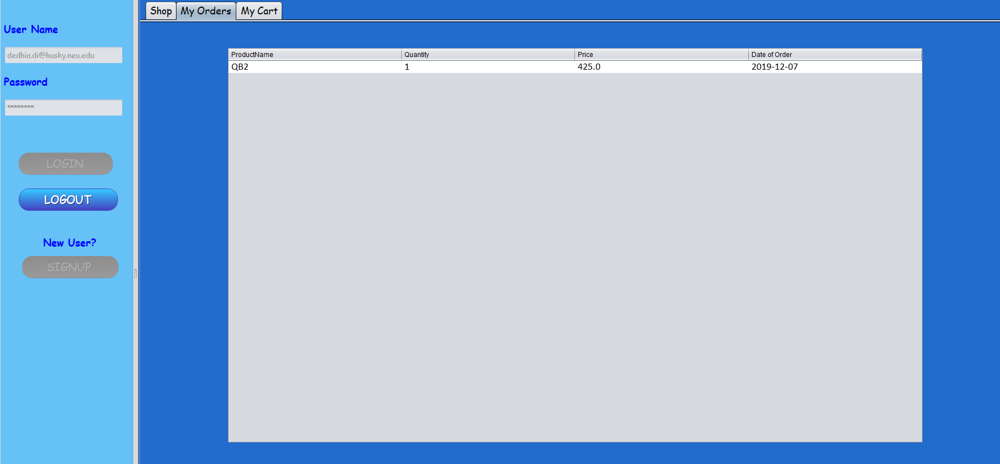 User Name
dedhia.di@husky.neu.edu
Password
********
LOGIN
LOGOUT
New User?
SIGNUP
Shop My Orders My Cart
ProductName Quantity Price Date of Order
QB2 1 425.0 2019-12-07